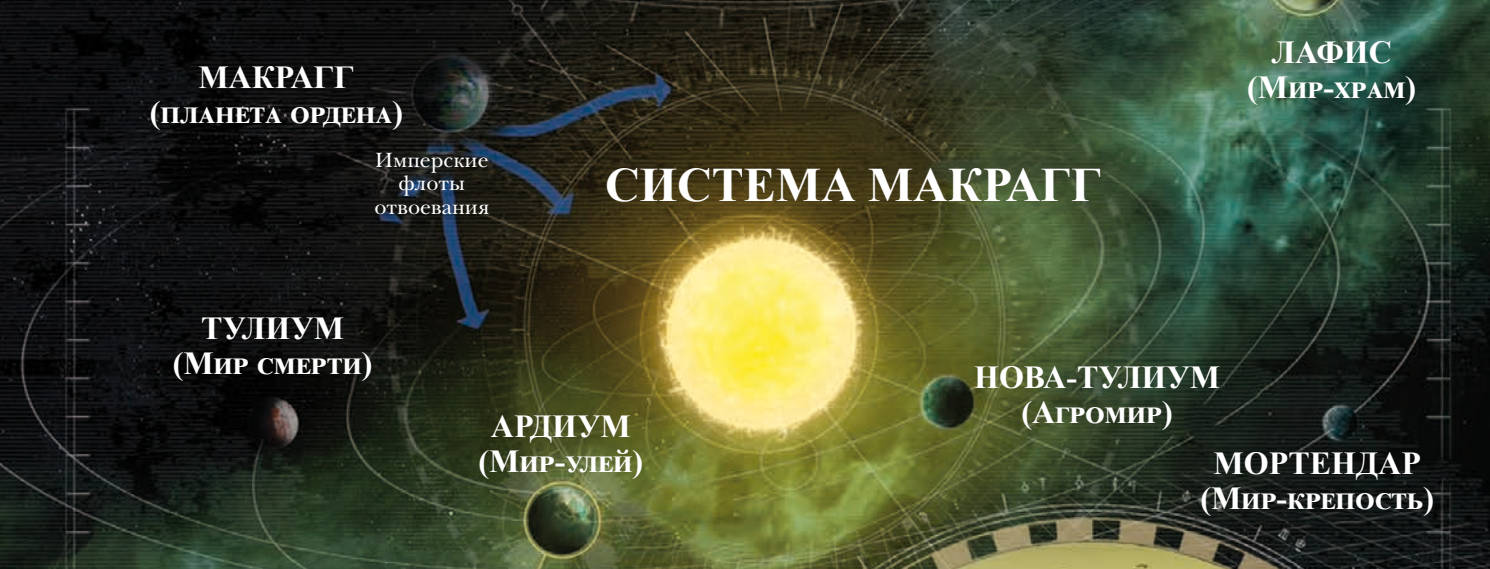 ЛАФИС
(Мир-храм)
МАКРАГГ
(планета ордена)
Имперские
флоты
отвоевания
СИСТЕМА МАКРАГГ
ТУЛИУМ
(Мир смерти)
НОВА-ТУЛИУМ
(Агромир)
АРДИУМ
(Мир-улей)
МОРТЕНДАР
(Мир-крепость)